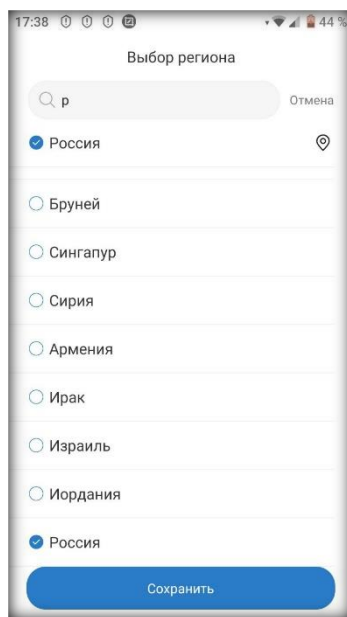 17:38 44 %
Выбор региона
р Отмена
Россия
Бруней
Сингапур
Сирия
Армения
Ирак
Израиль
Иордания
Россия
Сохранить